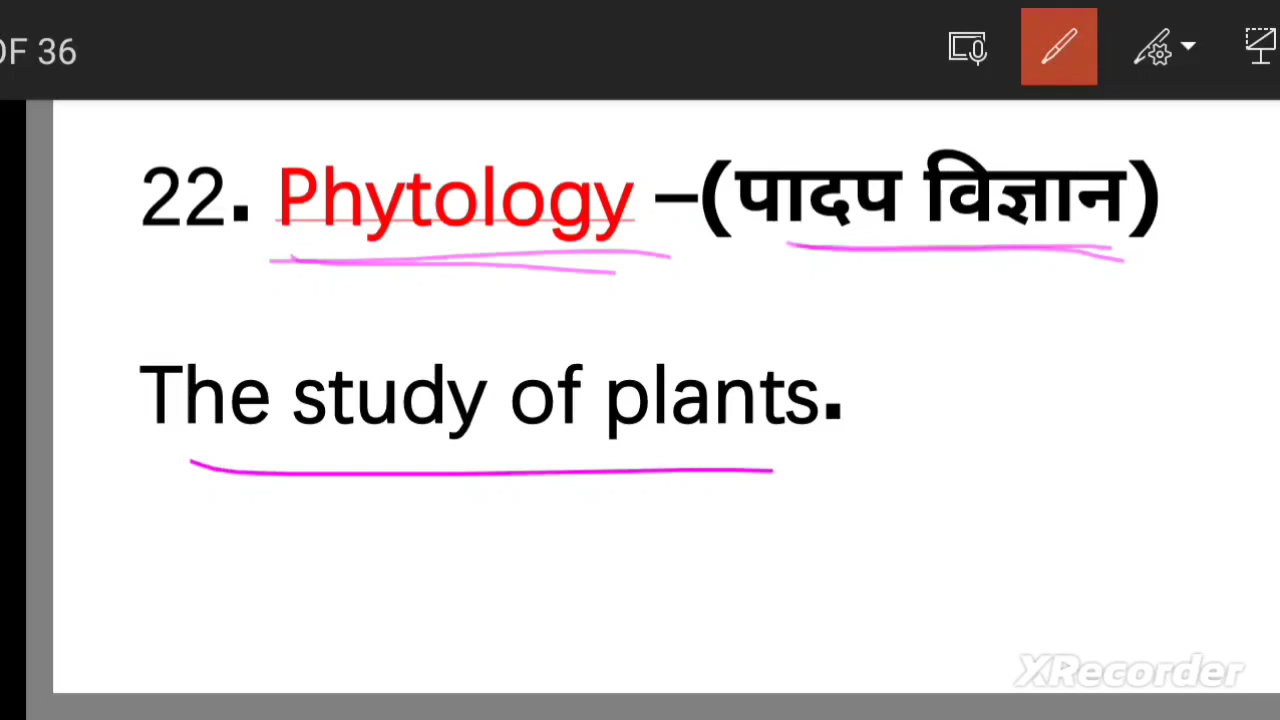 OF 36
22. Phytology –(पादप विज्ञान)
The study of plants.
XRecorder